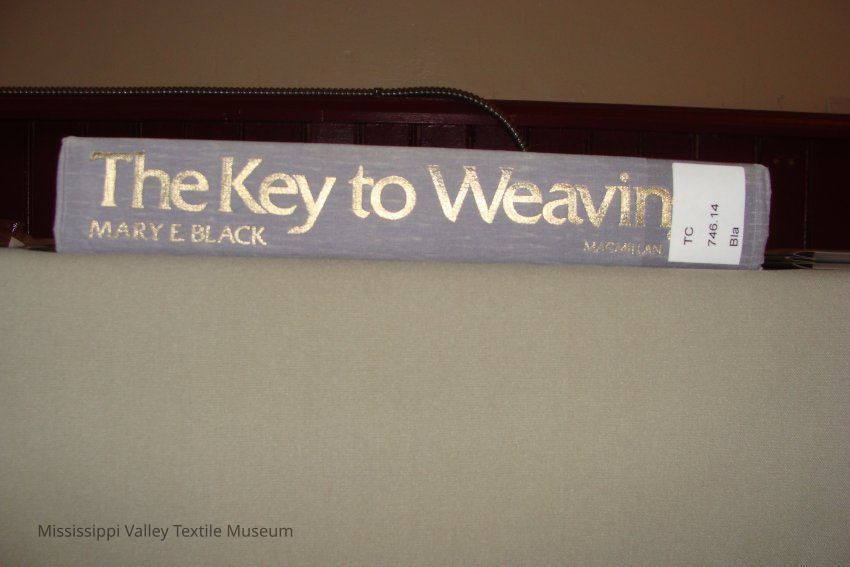 The Key to Weavin
MARY E. BLACK
MACMILLAN
TC
746.14
Bla
Mississippi Valley Textile Museum